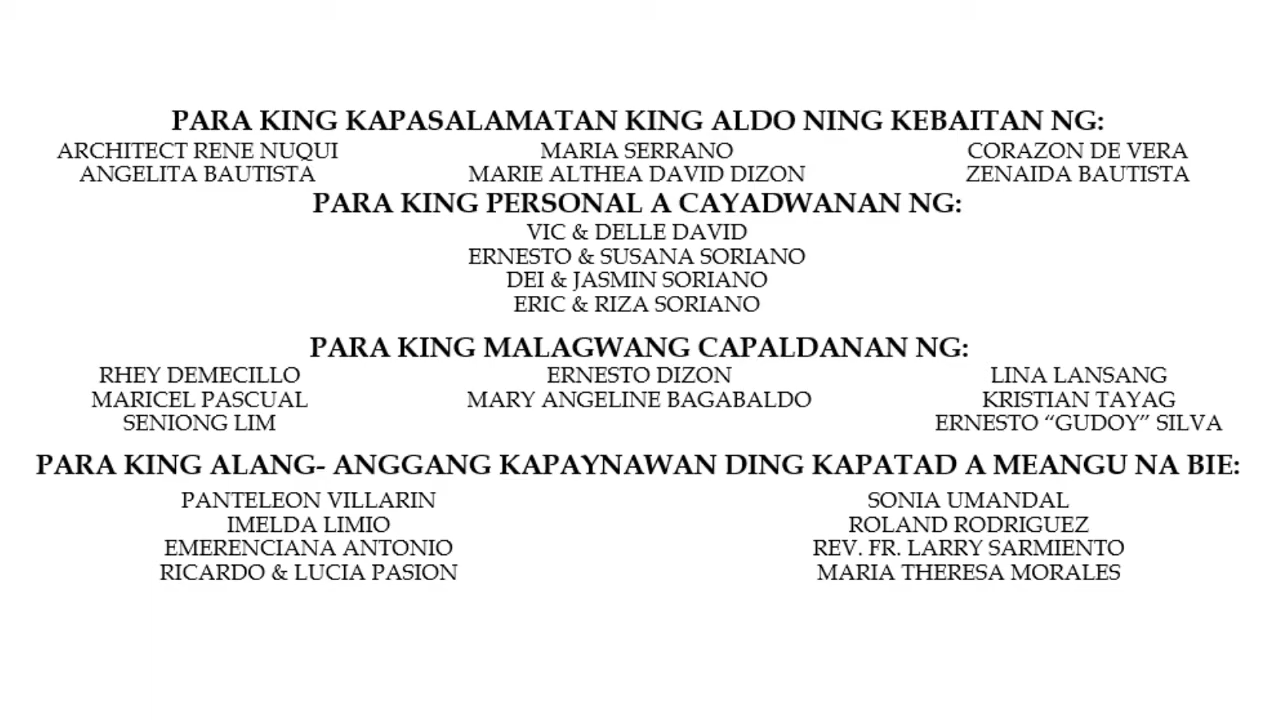 PARA KING KAPASALAMATAN KING ALDO NING KEBAITAN NG:
ARCHITECT RENE NUQUI MARIA SERRANO CORAZON DE VERA
ANGELITA BAUTISTA MARIE ALTHEA DAVID DIZON ZENAIDA BAUTISTA
PARA KING PERSONAL A CAYADWANAN NG:
VIC & DELLE DAVID
ERNESTO & SUSANA SORIANO
DEI & JASMIN SORIANO
ERIC & RIZA SORIANO
PARA KING MALAGWANG CAPALDANAN NG:
RHEY DEMECILLO ERNESTO DIZON LINA LANSANG
MARICEL PASCUAL MARY ANGELINE BAGABALDO KRISTIAN TAYAG
SENIONG LIM ERNESTO “GUDOY” SILVA
PARA KING ALANG- ANGGANG KAPAYNAWAN DING KAPATAD A MEANGU NA BIE:
PANTELEON VILLARIN SONIA UMANDAL
IMELDA LIMIO ROLAND RODRIGUEZ
EMERENCIANA ANTONIO REV. FR. LARRY SARMIENTO
RICARDO & LUCIA PASION MARIA THERESA MORALES